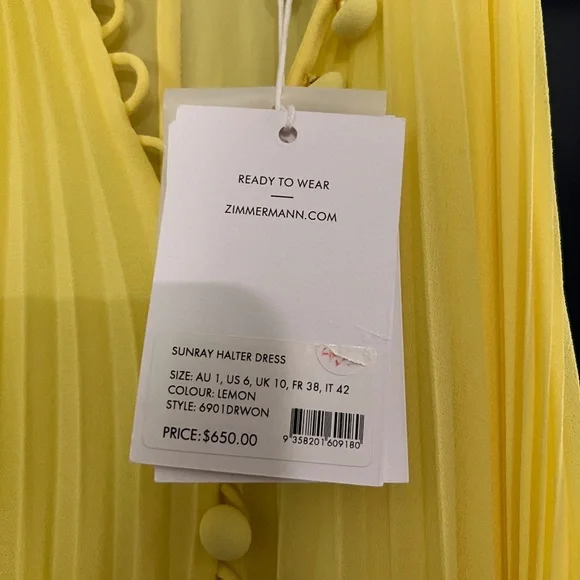 READY TO WEAR
ZIMMERMANN.COM
SUNRAY HALTER DRESS
SIZE: AU 1, US 6, UK 10, FR 38, IT 42
COLOUR: LEMON
STYLE: 6901DRWON
PRICE: $650.00
9 358201 609180